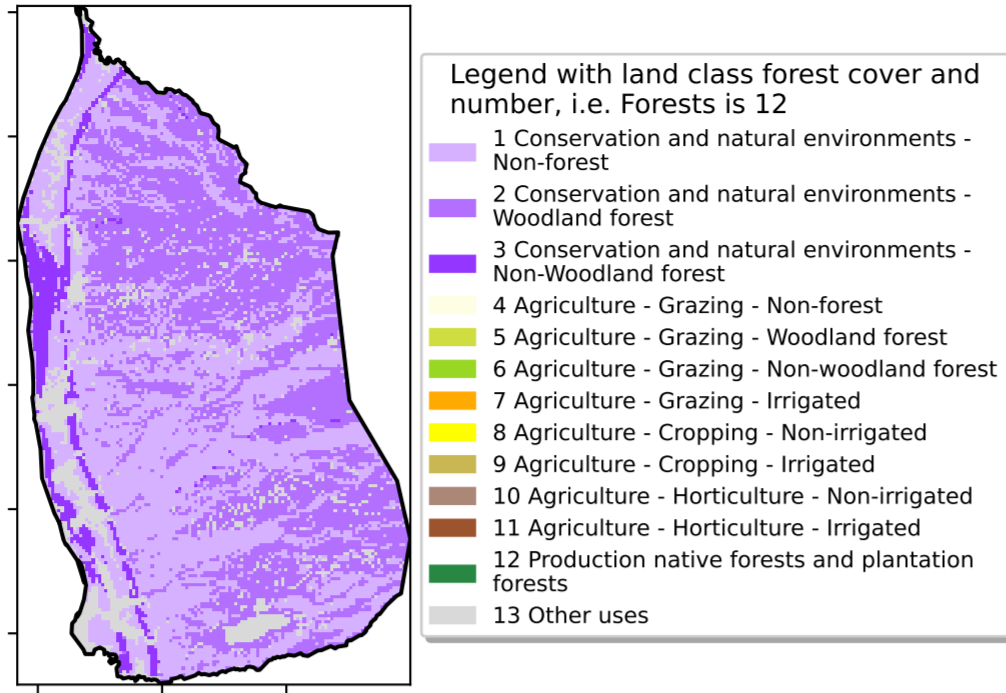 Legend with land class forest cover and
number, i.e. Forests is 12
1 Conservation and natural environments -
Non-forest
2 Conservation and natural environments -
Woodland forest
3 Conservation and natural environments -
Non-Woodland forest
4 Agriculture - Grazing - Non-forest
5 Agriculture - Grazing - Woodland forest
6 Agriculture - Grazing - Non-woodland forest
7 Agriculture - Grazing - Irrigated
8 Agriculture - Cropping - Non-irrigated
9 Agriculture - Cropping - Irrigated
10 Agriculture - Horticulture - Non-irrigated
11 Agriculture - Horticulture - Irrigated
12 Production native forests and plantation
forests
13 Other uses